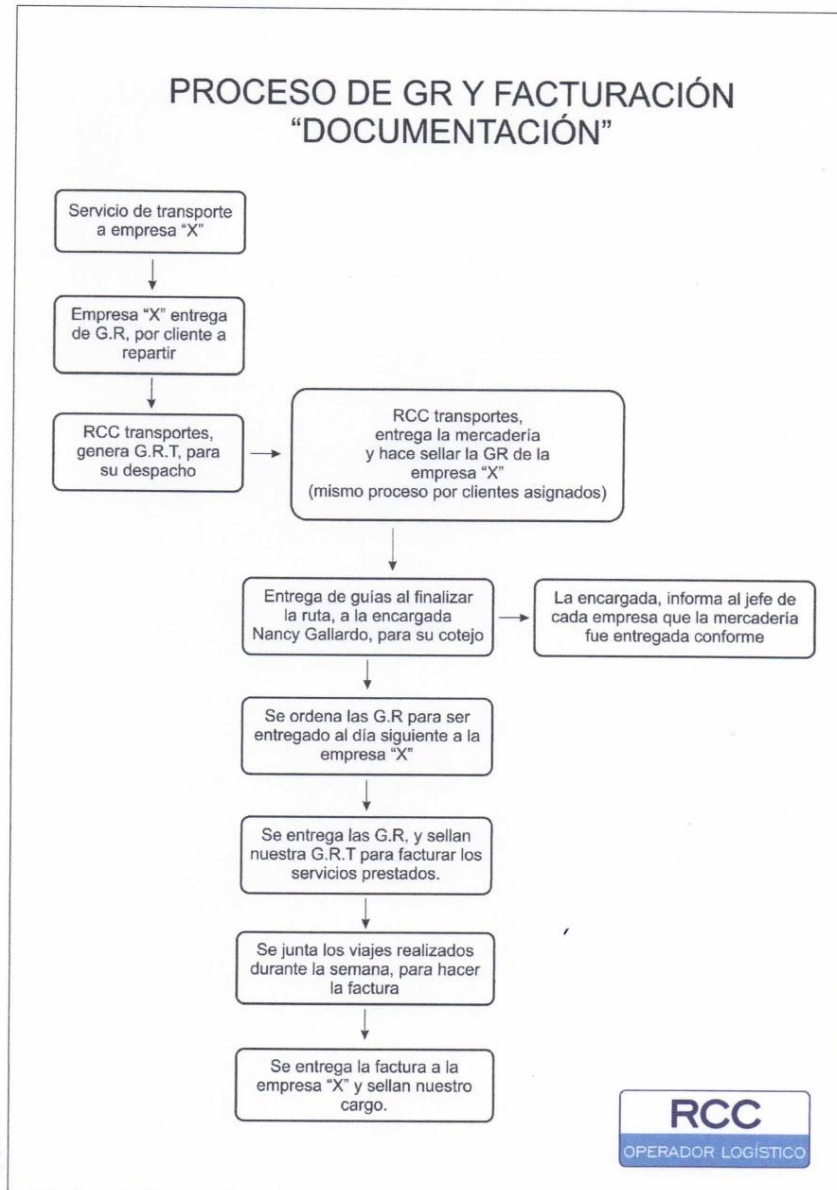 PROCESO DE GR Y FACTURACIÓN
“DOCUMENTACIÓN”
Servicio de transporte
a empresa “X”
Empresa “X” entrega
de G.R, por cliente a
repartir
RCC transportes,
genera G.R.T, para
su despacho
RCC transportes,
entrega la mercadería
y hace sellar la GR de la
empresa “X”
(mismo proceso por clientes asignados)
Entrega de guías al finalizar
la ruta, a la encargada
Nancy Gallardo, para su cotejo
La encargada, informa al jefe de
cada empresa que la mercadería
fue entregada conforme
Se ordena las G.R para ser
entregado al día siguiente a la
empresa “X”
Se entrega las G.R, y sellan
nuestra G.R.T para facturar los
servicios prestados.
Se junta los viajes realizados
durante la semana, para hacer
la factura
Se entrega la factura a la
empresa “X” y sellan nuestro
cargo.
RCC
OPERADOR LOGÍSTICO